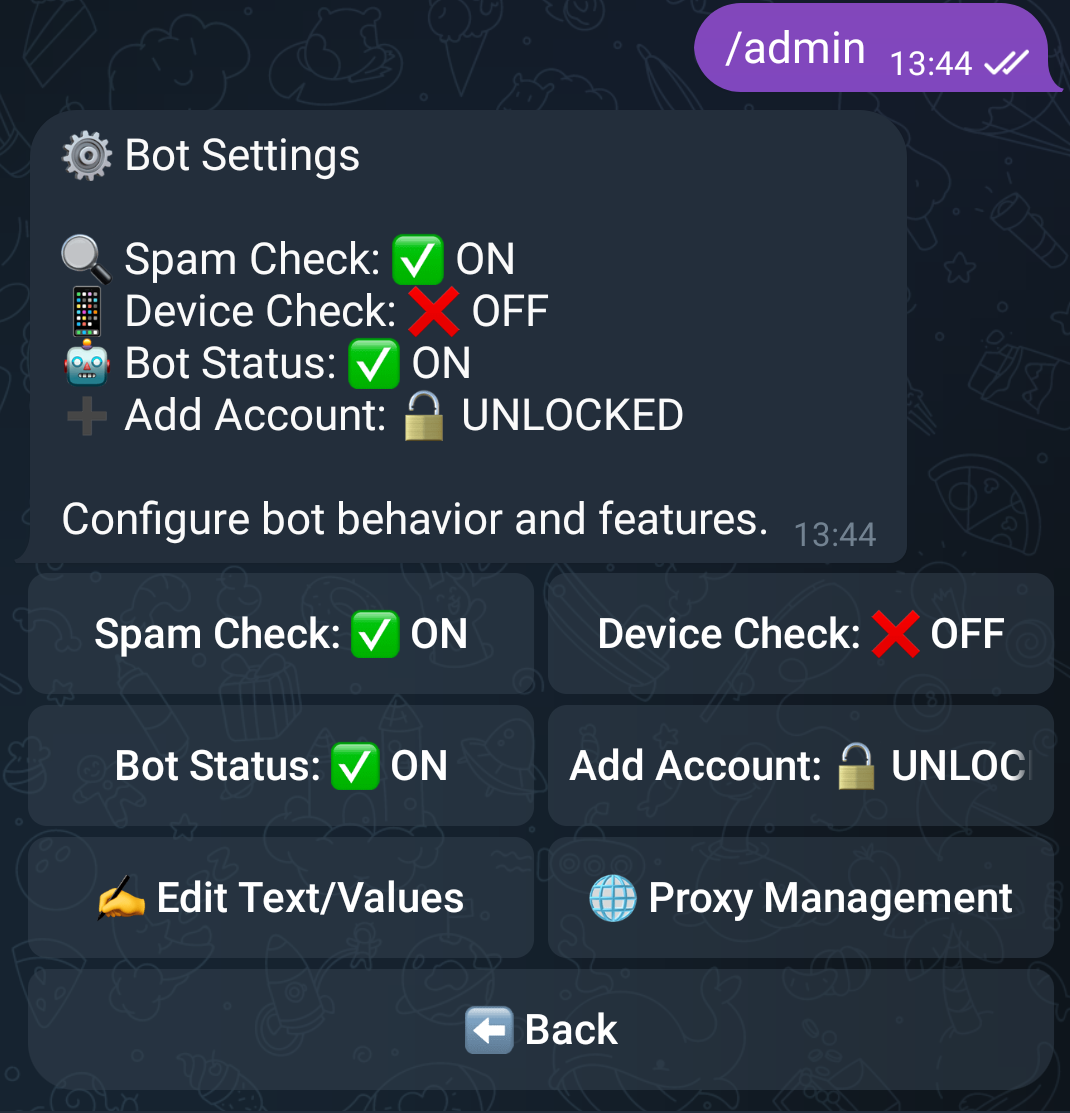 /admin 13:44
⚙️ Bot Settings
🔍 Spam Check: ✅ ON
📱 Device Check: ❌ OFF
🤖 Bot Status: ✅ ON
➕ Add Account: 🔓 UNLOCKED
Configure bot behavior and features. 13:44
Spam Check: ✅ ON
Device Check: ❌ OFF
Bot Status: ✅ ON
Add Account: 🔓 UNLOC
✍️ Edit Text/Values
🌐 Proxy Management
⬅️ Back